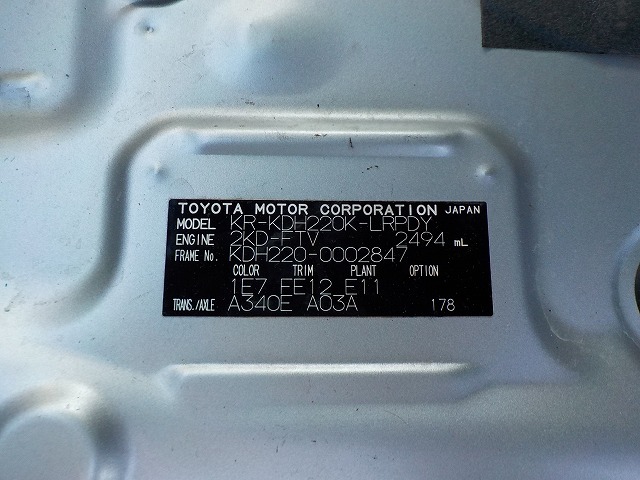 TOYOTA MOTOR CORPORATION JAPAN
MODEL KR-KDH220K-LRPDY
ENGINE 2KD-FTV 2494 mL
FRAME No. KDH220-0002847
COLOR TRIM PLANT OPTION
1E7 FE12 E11
TRANS./AXLE A340E A03A 178